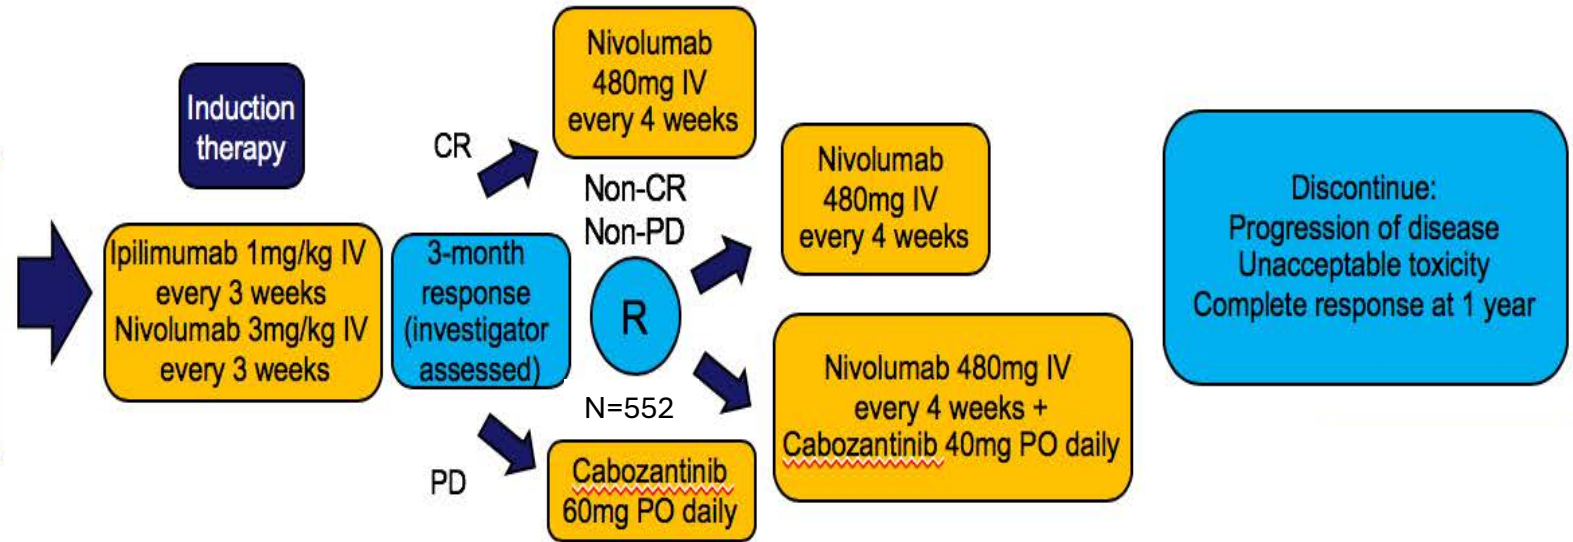 Induction
therapy
Ipilimumab 1mg/kg IV
every 3 weeks
Nivolumab 3mg/kg IV
every 3 weeks
3-month
response
(investigator
assessed)
CR
Nivolumab
480mg IV
every 4 weeks
Non-CR
Non-PD
R
N=552
PD
Cabozantinib
60mg PO daily
Nivolumab
480mg IV
every 4 weeks
Nivolumab 480mg IV
every 4 weeks +
Cabozantinib 40mg PO daily
Discontinue:
Progression of disease
Unacceptable toxicity
Complete response at 1 year